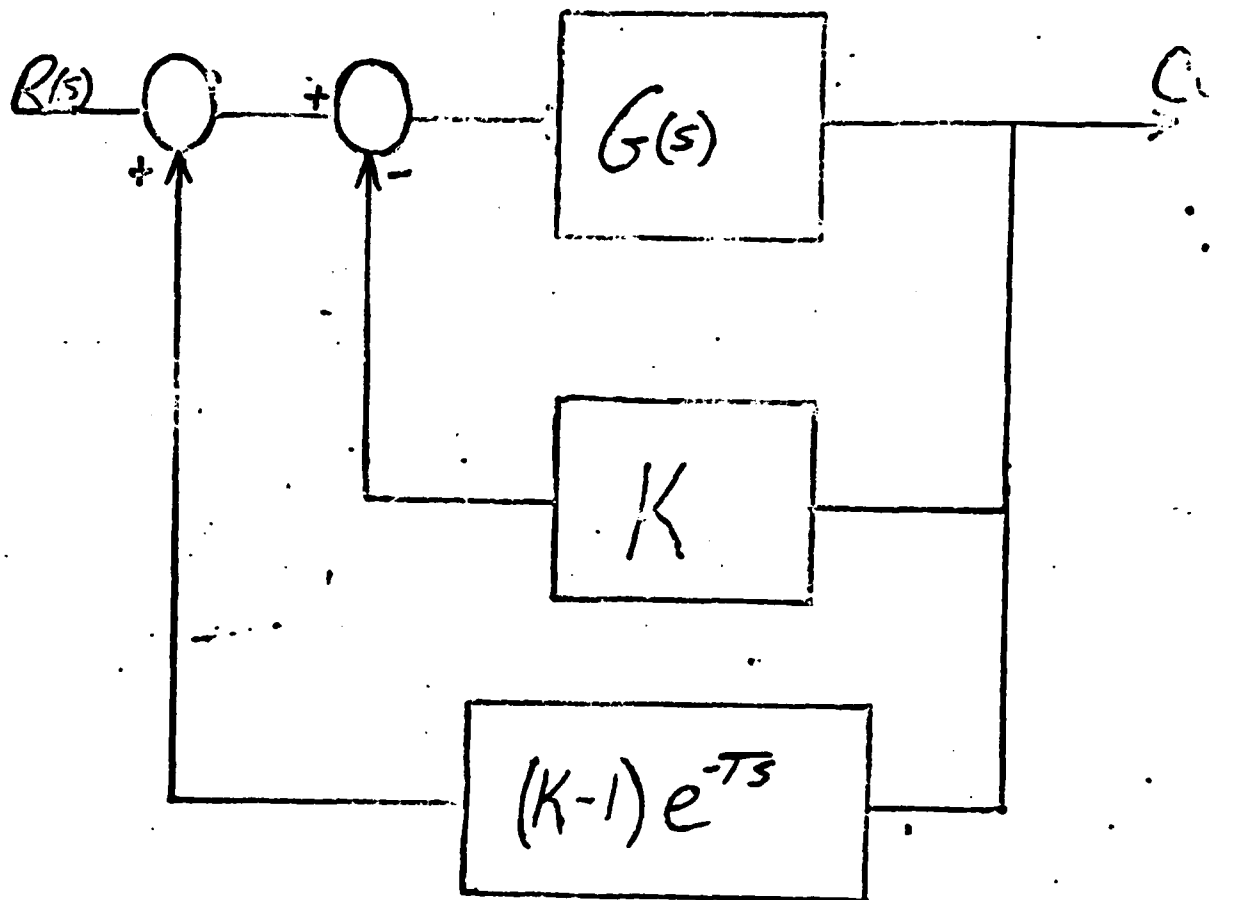 R(s)
+
-
+
G(s)
K
(K-1) e^-Ts